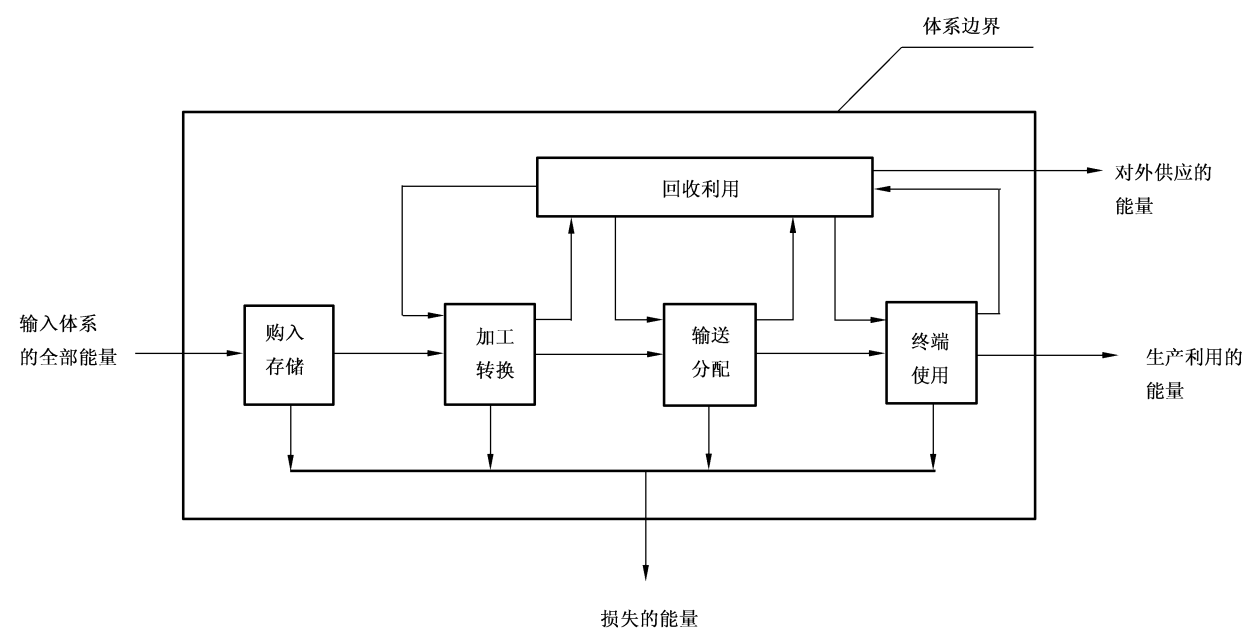 体系边界
回收利用
对外供应的
能量
输入体系
的全部能量
购入
存储
加工
转换
输送
分配
终端
使用
生产利用的
能量
损失的能量